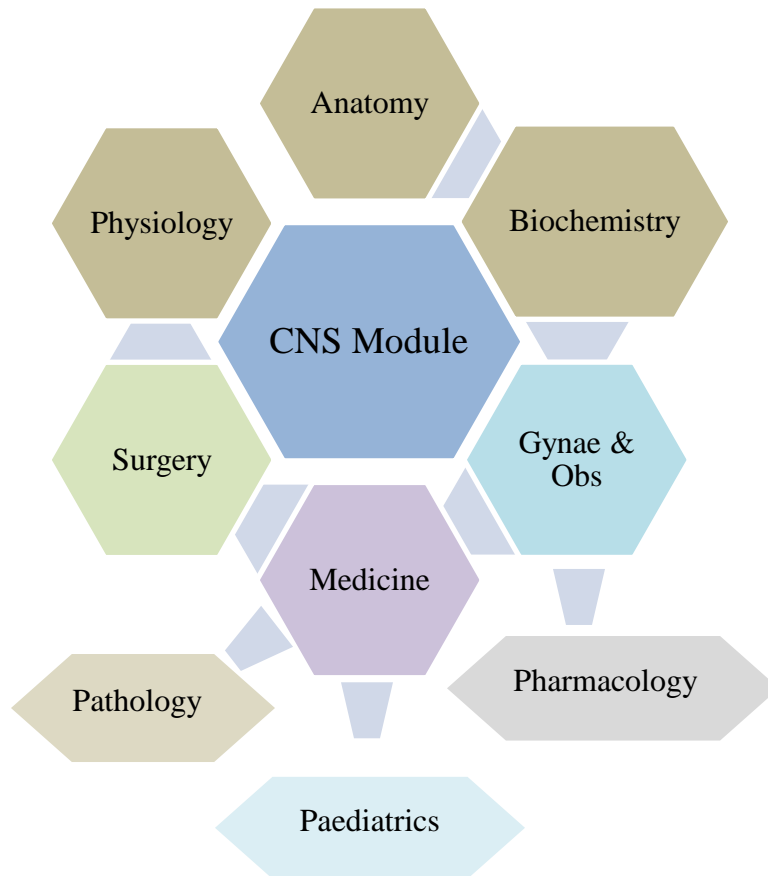 Anatomy
Physiology
Biochemistry
CNS Module
Surgery
Gynae &
Obs
Medicine
Pathology
Pharmacology
Paediatrics